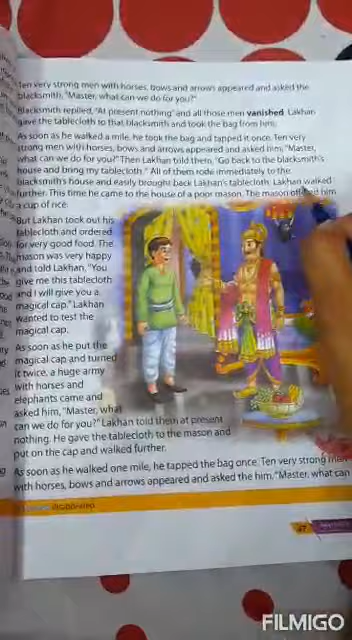 Ten very strong men with horses, bows and arrows appeared and asked the
blacksmith, "Master, what can we do for you?"
Blacksmith replied, "At present nothing" and all those men vanished. Lakhan
gave the tablecloth to that blacksmith and took the bag from him.
As soon as he walked a mile, he took the bag and tapped it once. Ten very
strong men with horses, bows and arrows appeared and asked him, "Master,
what can we do for you?" Then Lakhan told them, "Go back to the blacksmith's
house and bring my tablecloth." All of them rode immediately to the
blacksmith's house and easily brought back Lakhan's tablecloth. Lakhan walked
further. This time he came to the house of a poor mason. The mason offered him
a cup of rice.
But Lakhan took out his
tablecloth and ordered
for very good food. The
mason was very happy
and told Lakhan, "You
give me this tablecloth
and I will give you a
magical cap." Lakhan
wanted to test the
magical cap.
As soon as he put the
magical cap and turned
it twice, a huge army
with horses and
elephants came and
asked him, "Master, what
can we do for you?" Lakhan told them at present
nothing. He gave the tablecloth to the mason and
put on the cap and walked further.
As soon as he walked one mile, he tapped the bag once. Ten very strong men
with horses, bows and arrows appeared and asked the him, "Master, what can
47
FILMIGO